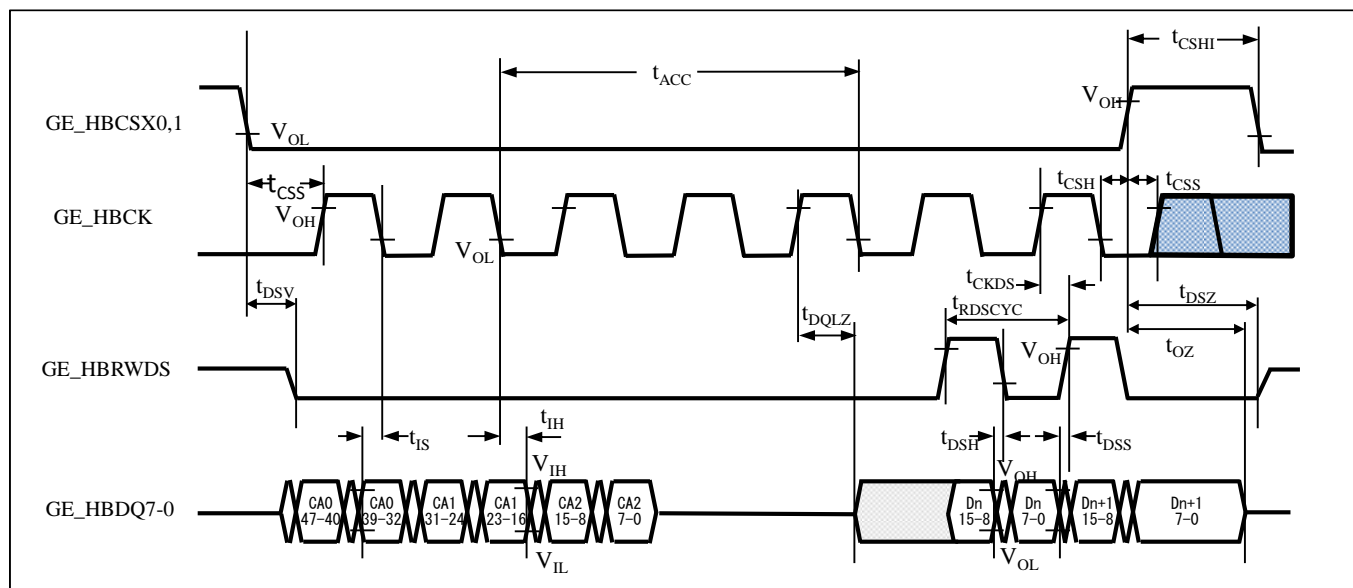 tCSHI
tACC
VOH
GE_HBCSX0,1
VOL
tCSS
tCSH
tCSS
VOH
GE_HBCK
VOL
tCKDS
tDSV
tRDSCYC
tDSZ
tDQLZ
tOZ
VOH
GE_HBRWDS
tIH
tIS
tDSH
tDSS
VIH
VOH
GE_HBDQ7-0
CA0 47-40
CA0 39-32
CA1 31-24
CA1 23-16
CA2 15-8
CA2 7-0
Dn 15-8
Dn 7-0
Dn+1 15-8
Dn+1 7-0
VIL
VOL